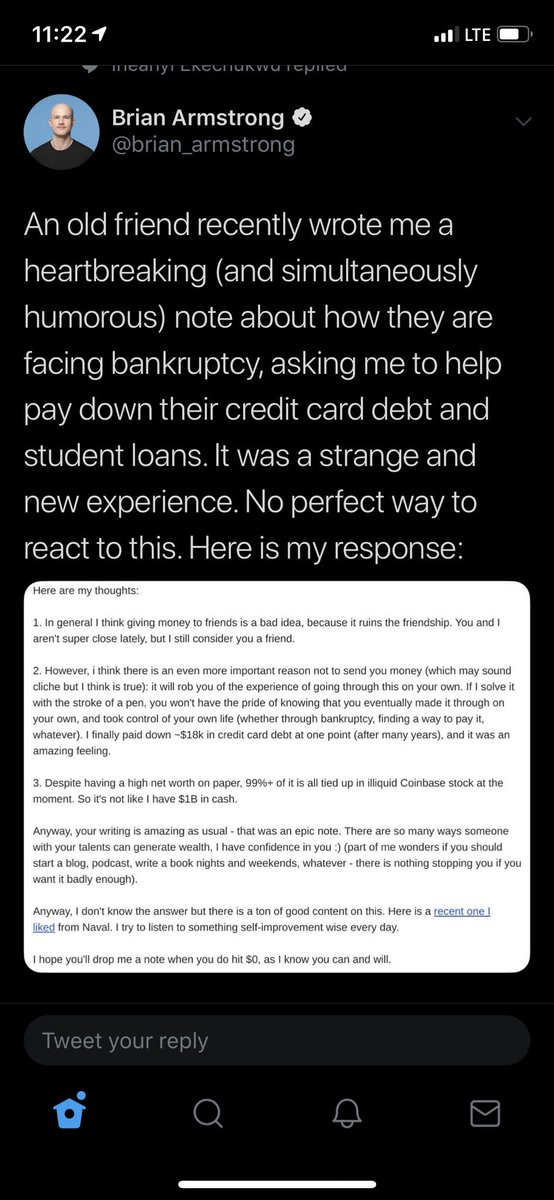 11:22
LTE
Ifeanyi Ekechukwu replied
Brian Armstrong
@brian_armstrong
An old friend recently wrote me a
heartbreaking (and simultaneously
humorous) note about how they are
facing bankruptcy, asking me to help
pay down their credit card debt and
student loans. It was a strange and
new experience. No perfect way to
react to this. Here is my response:
Here are my thoughts:
1. In general I think giving money to friends is a bad idea, because it ruins the friendship. You and I
aren't super close lately, but I still consider you a friend.
2. However, i think there is an even more important reason not to send you money (which may sound
cliche but I think is true): it will rob you of the experience of going through this on your own. If I solve it
with the stroke of a pen, you won't have the pride of knowing that you eventually made it through on
your own, and took control of your own life (whether through bankruptcy, finding a way to pay it,
whatever). I finally paid down ~$18k in credit card debt at one point (after many years), and it was an
amazing feeling.
3. Despite having a high net worth on paper, 99%+ of it is all tied up in illiquid Coinbase stock at the
moment. So it's not like I have $1B in cash.
Anyway, your writing is amazing as usual - that was an epic note. There are so many ways someone
with your talents can generate wealth, I have confidence in you :) (part of me wonders if you should
start a blog, podcast, write a book nights and weekends, whatever - there is nothing stopping you if you
want it badly enough).
Anyway, I don't know the answer but there is a ton of good content on this. Here is a recent one I
liked from Naval. I try to listen to something self-improvement wise every day.
I hope you'll drop me a note when you do hit $0, as I know you can and will.
Tweet your reply